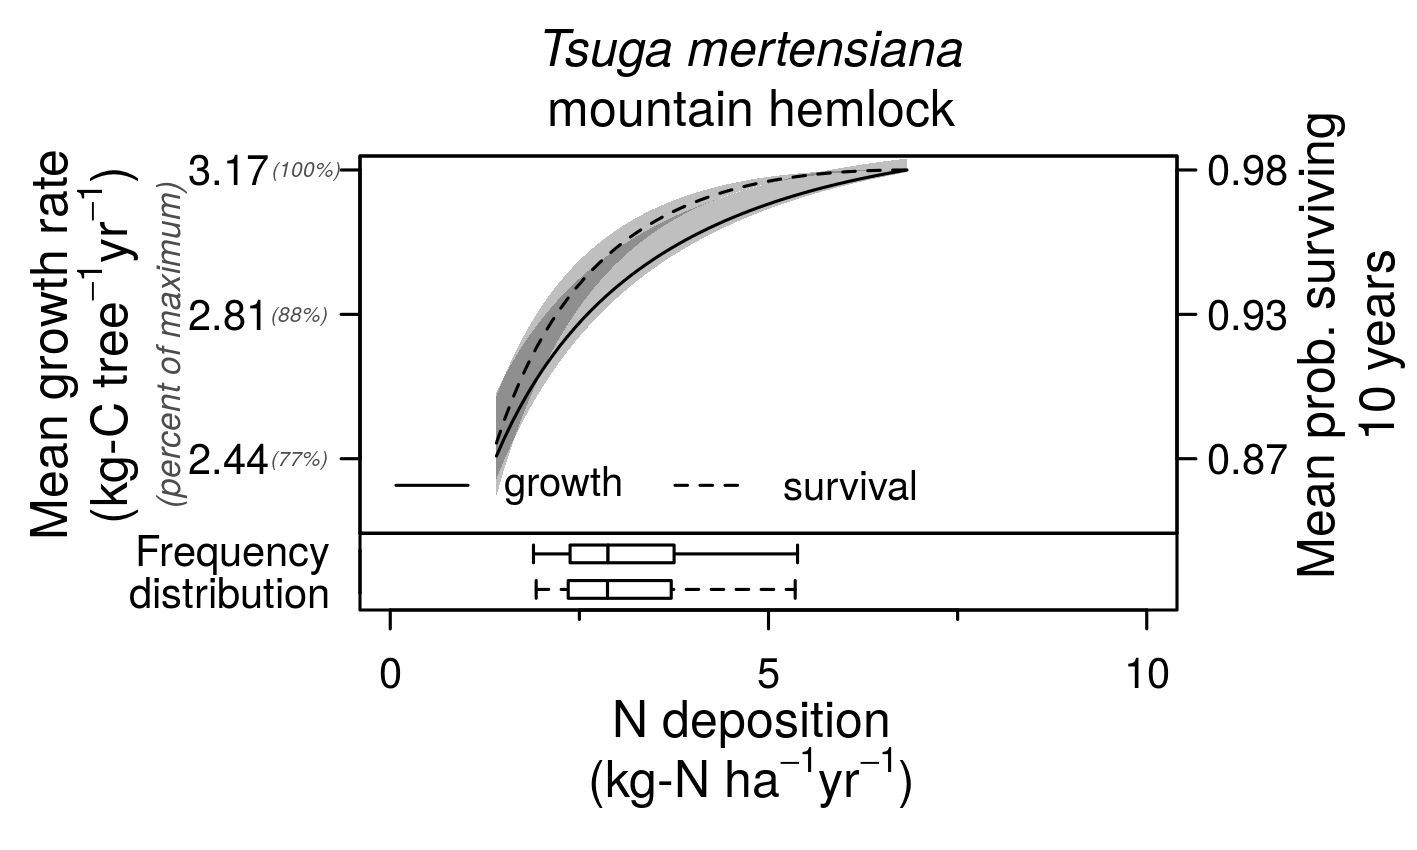 Tsuga mertensiana
mountain hemlock
Mean growth rate
(kg-C tree⁻¹yr⁻¹)
(percent of maximum)
3.17 (100%)
2.81 (88%)
2.44 (77%)
0.98
0.93
0.87
Mean prob. surviving
10 years
growth
survival
Frequency
distribution
0 5 10
N deposition
(kg-N ha⁻¹yr⁻¹)